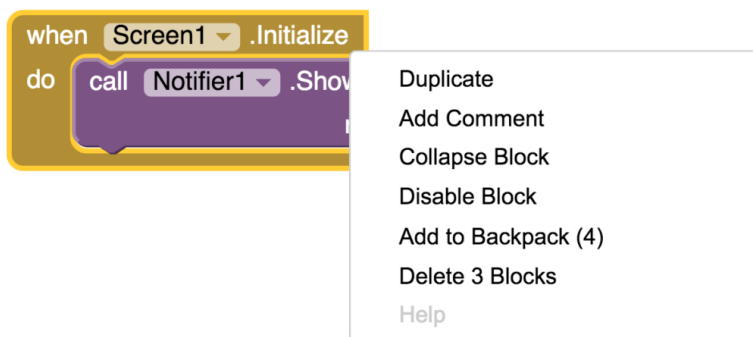 when Screen1 .Initialize
do call Notifier1
Duplicate
Add Comment
Collapse Block
Disable Block
Add to Backpack (4)
Delete 3 Blocks
Help